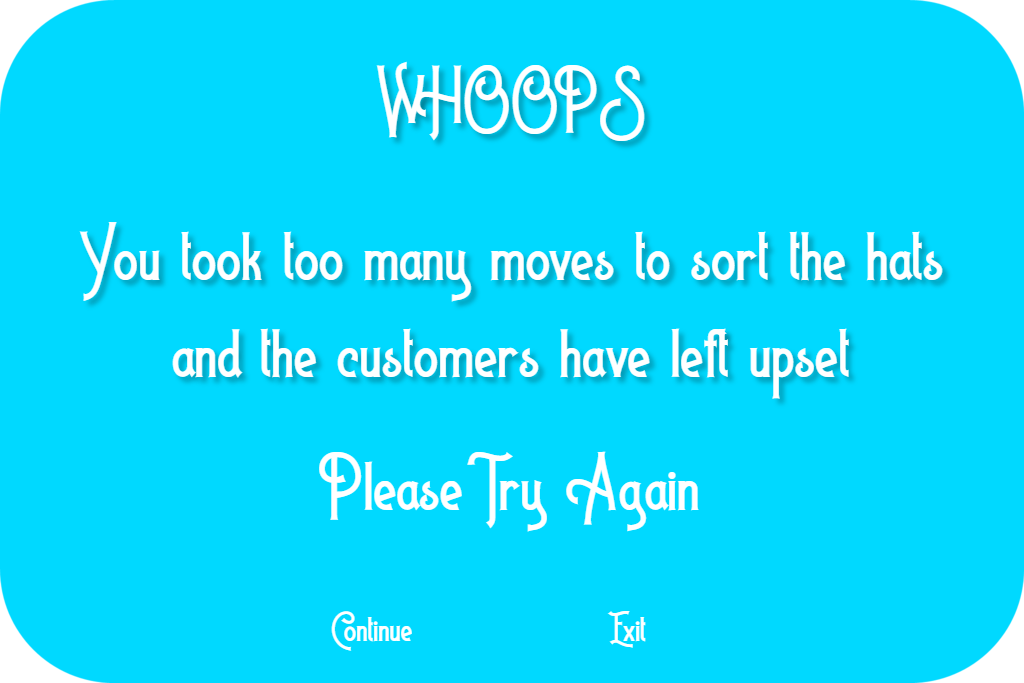 WHOOPS
You took too many moves to sort the hats
and the customers have left upset
Please Try Again
Continue Exit